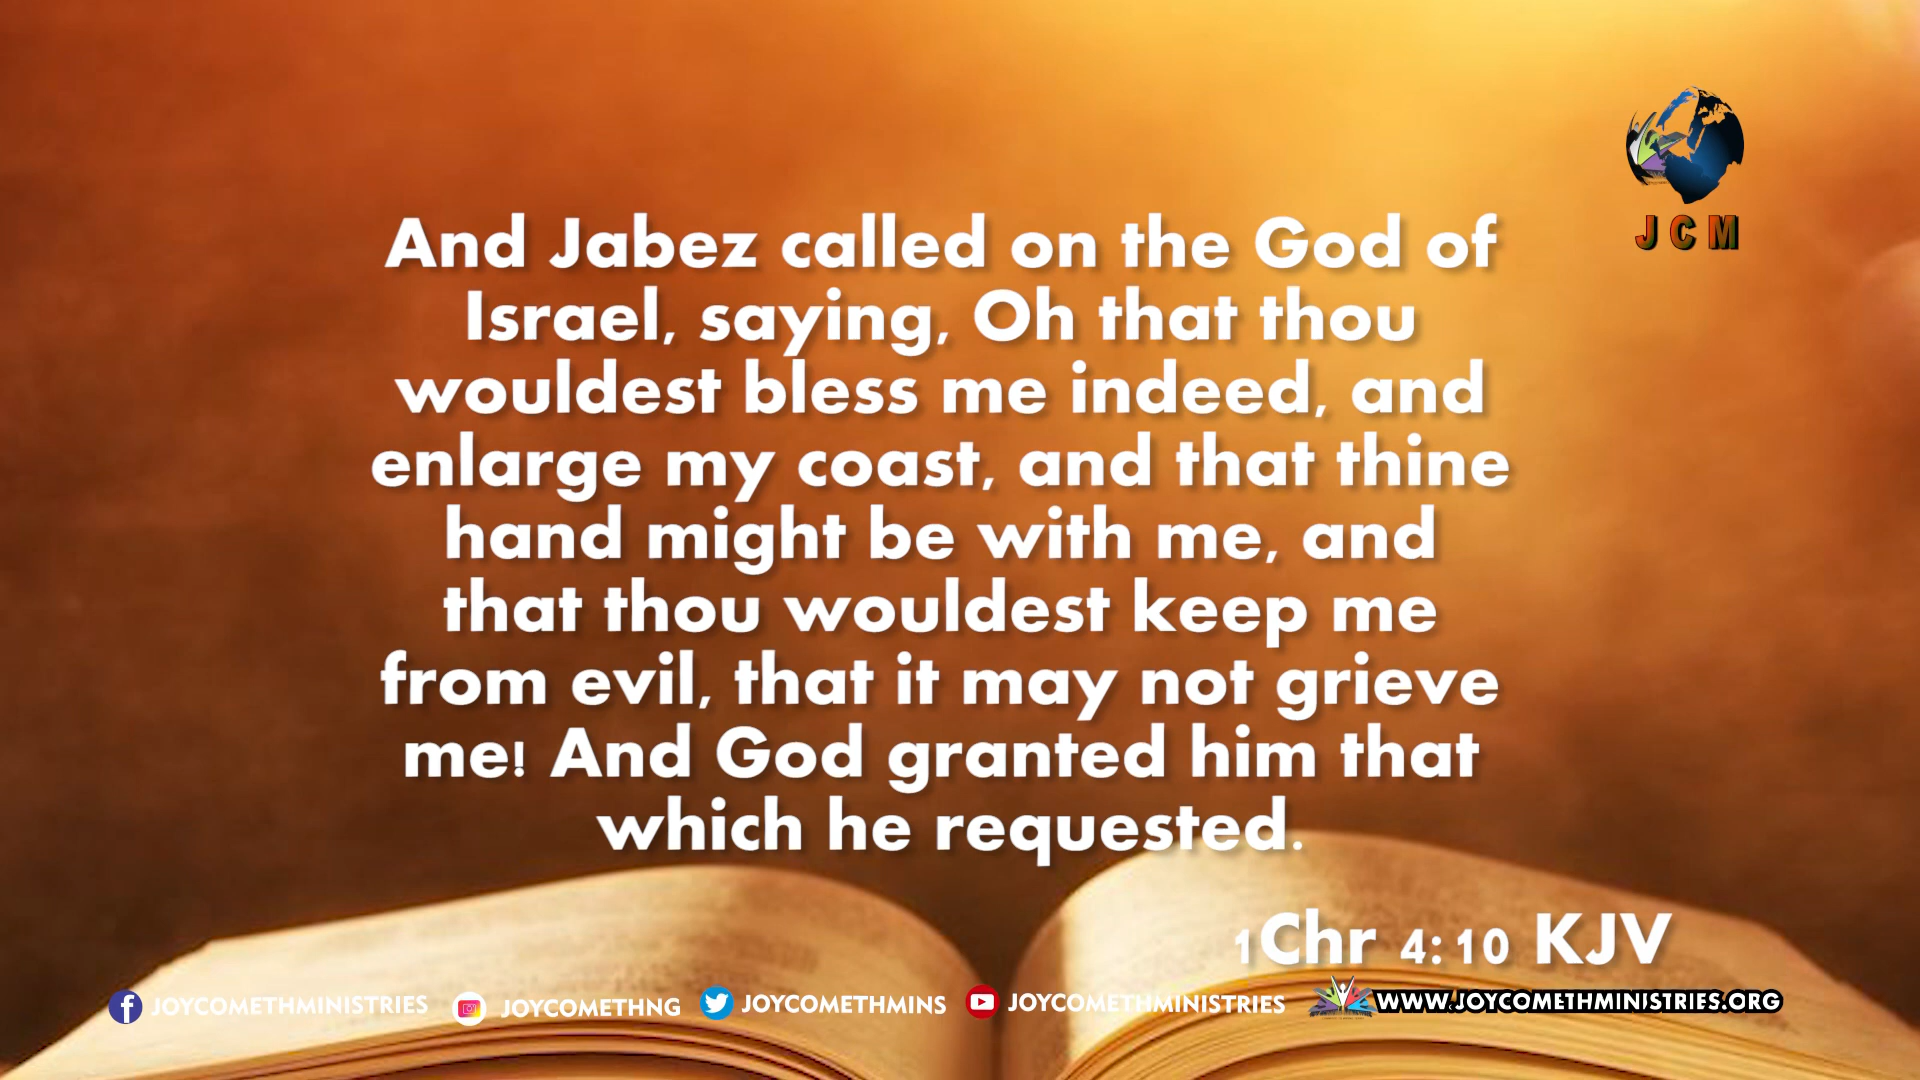 J C M
And Jabez called on the God of
Israel, saying, Oh that thou
wouldest bless me indeed, and
enlarge my coast, and that thine
hand might be with me, and
that thou wouldest keep me
from evil, that it may not grieve
me! And God granted him that
which he requested.
1Chr 4:10 KJV
JOYCOMETHMINISTRIES JOYCOMETHNG JOYCOMETHMINS JOYCOMETHMINISTRIES WWW.JOYCOMETHMINISTRIES.ORG